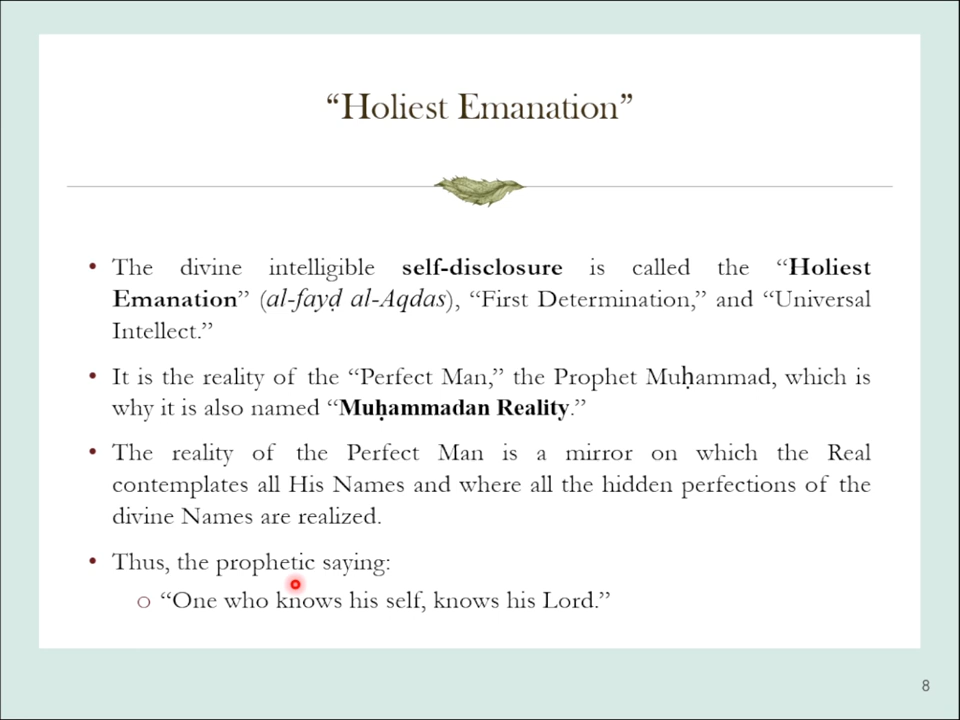 “Holiest Emanation”
• The divine intelligible self-disclosure is called the “Holiest
Emanation” (al-fayḍ al-Aqdas), “First Determination,” and “Universal
Intellect.”
• It is the reality of the “Perfect Man,” the Prophet Muḥammad, which is
why it is also named “Muḥammadan Reality.”
• The reality of the Perfect Man is a mirror on which the Real
contemplates all His Names and where all the hidden perfections of the
divine Names are realized.
• Thus, the prophetic saying:
o “One who knows his self, knows his Lord.”
8